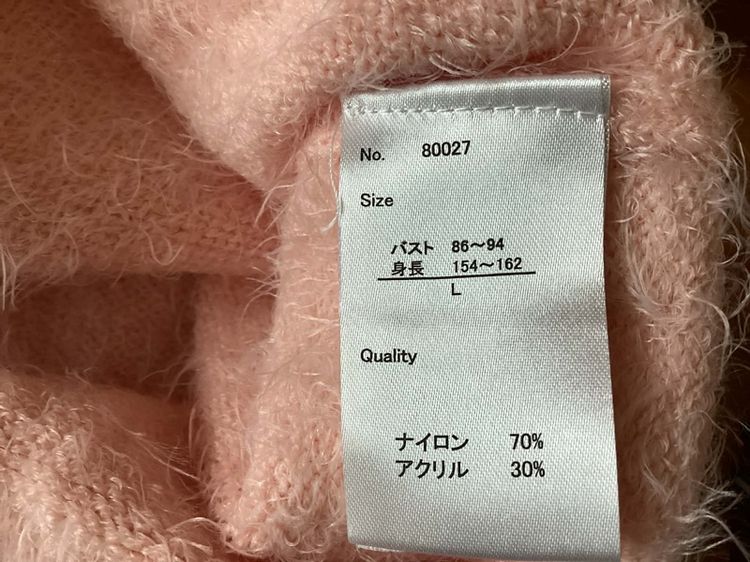 No. 80027
Size
バスト 86～94
身長 154～162
L
Quality
ナイロン 70%
アクリル 30%